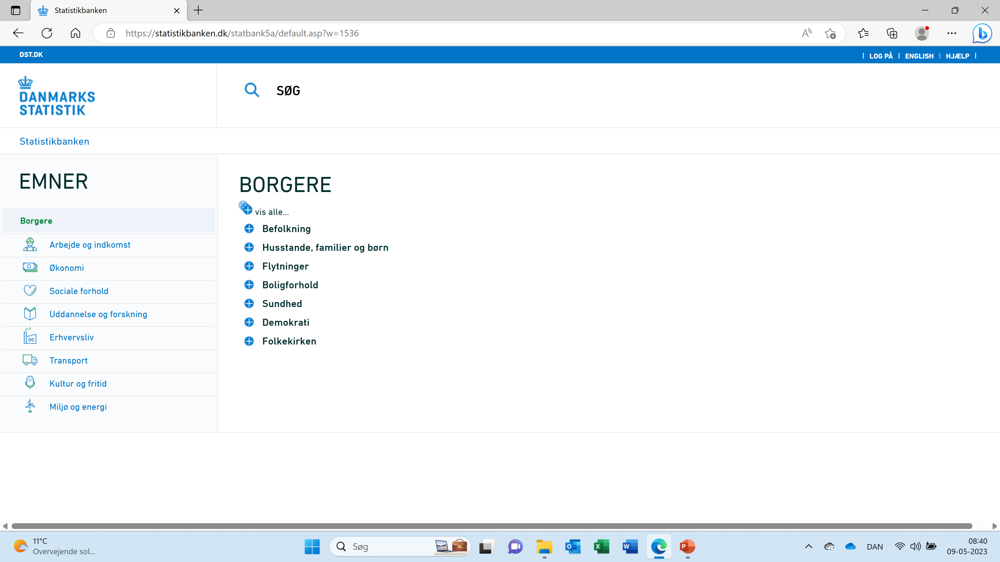 Statistikbanken
https://statistikbanken.dk/statbank5a/default.asp?w=1536
DST.DK
LOG PÅ | ENGLISH | HJÆLP |
DANMARKS
STATISTIK
SØG
Statistikbanken
EMNER
Borgere
Arbejde og indkomst
Økonomi
Sociale forhold
Uddannelse og forskning
Erhvervsliv
Transport
Kultur og fritid
Miljø og energi
BORGERE
vis alle...
Befolkning
Husstande, familier og børn
Flytninger
Boligforhold
Sundhed
Demokrati
Folkekirken
11°C
Overvejende sol...
Søg
DAN
08:40
09-05-2023